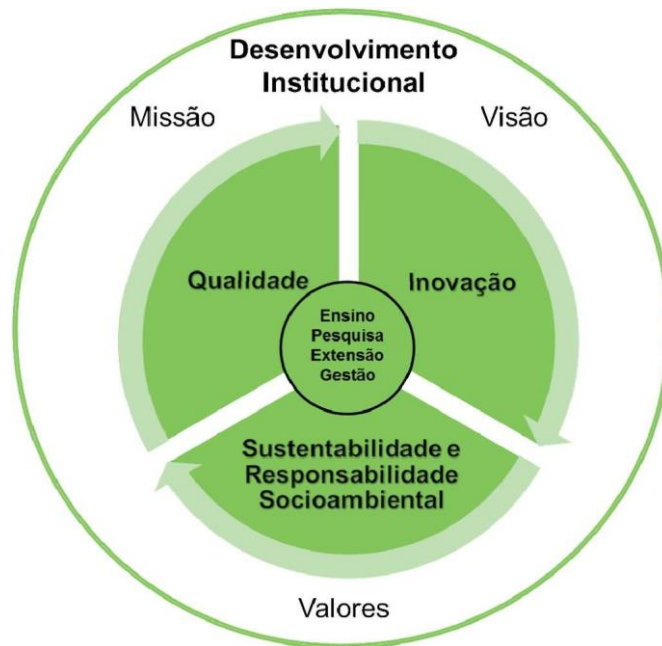 Desenvolvimento
Institucional
Missão
Visão
Qualidade
Inovação
Ensino
Pesquisa
Extensão
Gestão
Sustentabilidade e
Responsabilidade
Socioambiental
Valores